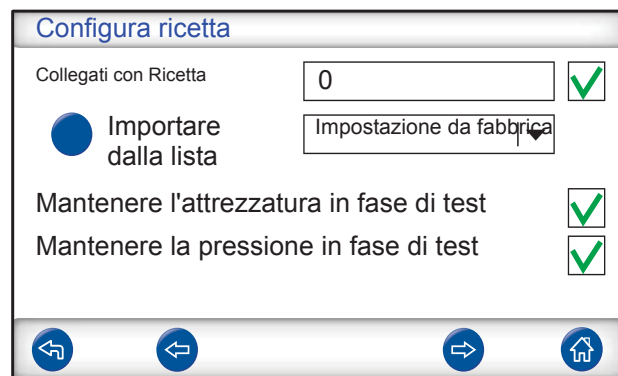 Configura ricetta
Collegati con Ricetta 0
Importare
dalla lista
Impostazione da fabbrica
Mantenere l'attrezzatura in fase di test
Mantenere la pressione in fase di test